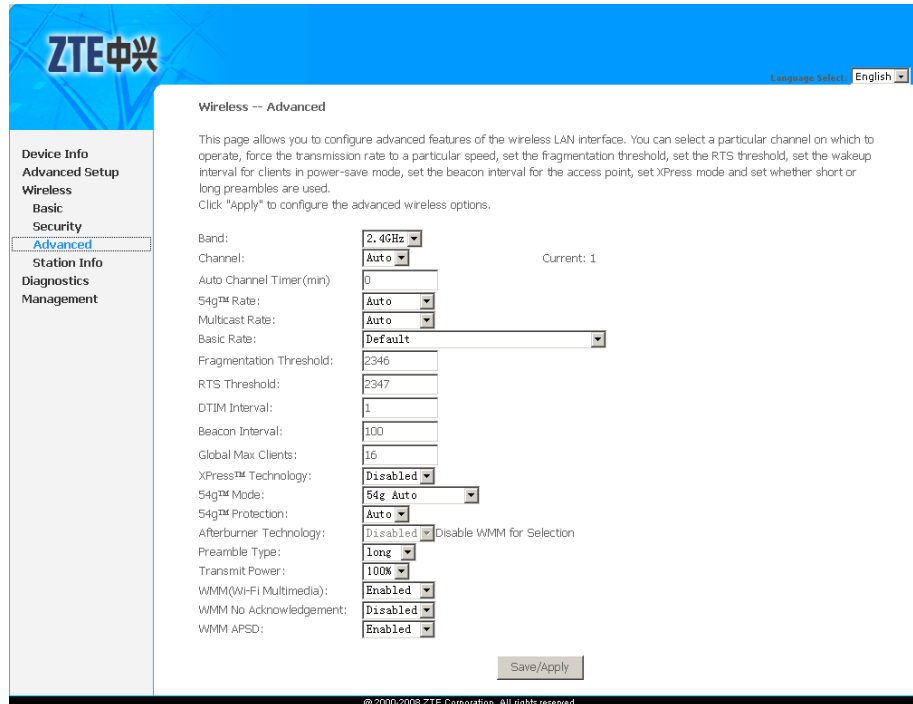 ZTE中兴
Language Select: English
Wireless -- Advanced
This page allows you to configure advanced features of the wireless LAN interface. You can select a particular channel on which to
operate, force the transmission rate to a particular speed, set the fragmentation threshold, set the RTS threshold, set the wakeup
interval for clients in power-save mode, set the beacon interval for the access point, set XPress mode and set whether short or
long preambles are used.
Click "Apply" to configure the advanced wireless options.
Device Info
Advanced Setup
Wireless
Basic
Security
Advanced
Station Info
Diagnostics
Management
Band: 2.4GHz
Channel: Auto Current: 1
Auto Channel Timer(min) 0
54g™ Rate: Auto
Multicast Rate: Auto
Basic Rate: Default
Fragmentation Threshold: 2346
RTS Threshold: 2347
DTIM Interval: 1
Beacon Interval: 100
Global Max Clients: 16
XPress™ Technology: Disabled
54g™ Mode: 54g Auto
54g™ Protection: Auto
Afterburner Technology: Disabled Disable WMM for Selection
Preamble Type: long
Transmit Power: 100%
WMM(Wi-Fi Multimedia): Enabled
WMM No Acknowledgement: Disabled
WMM APSD: Enabled
Save/Apply
@ 2000-2008 ZTE Corporation. All rights reserved